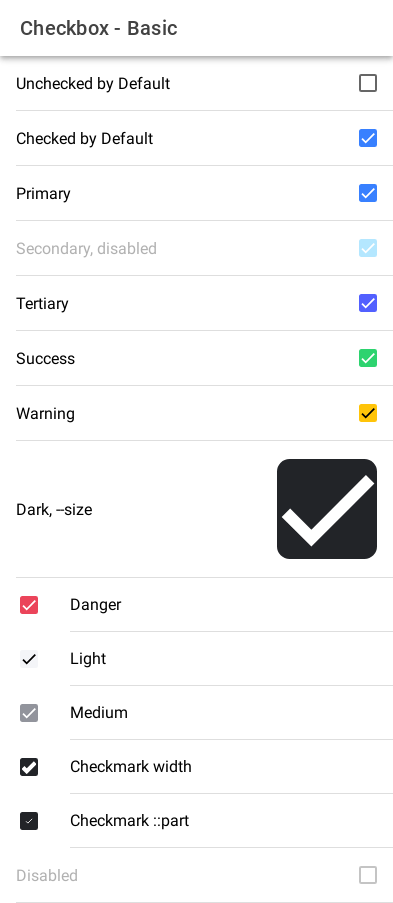 Checkbox - Basic
Unchecked by Default
Checked by Default
Primary
Secondary, disabled
Tertiary
Success
Warning
Dark, --size
Danger
Light
Medium
Checkmark width
Checkmark ::part
Disabled